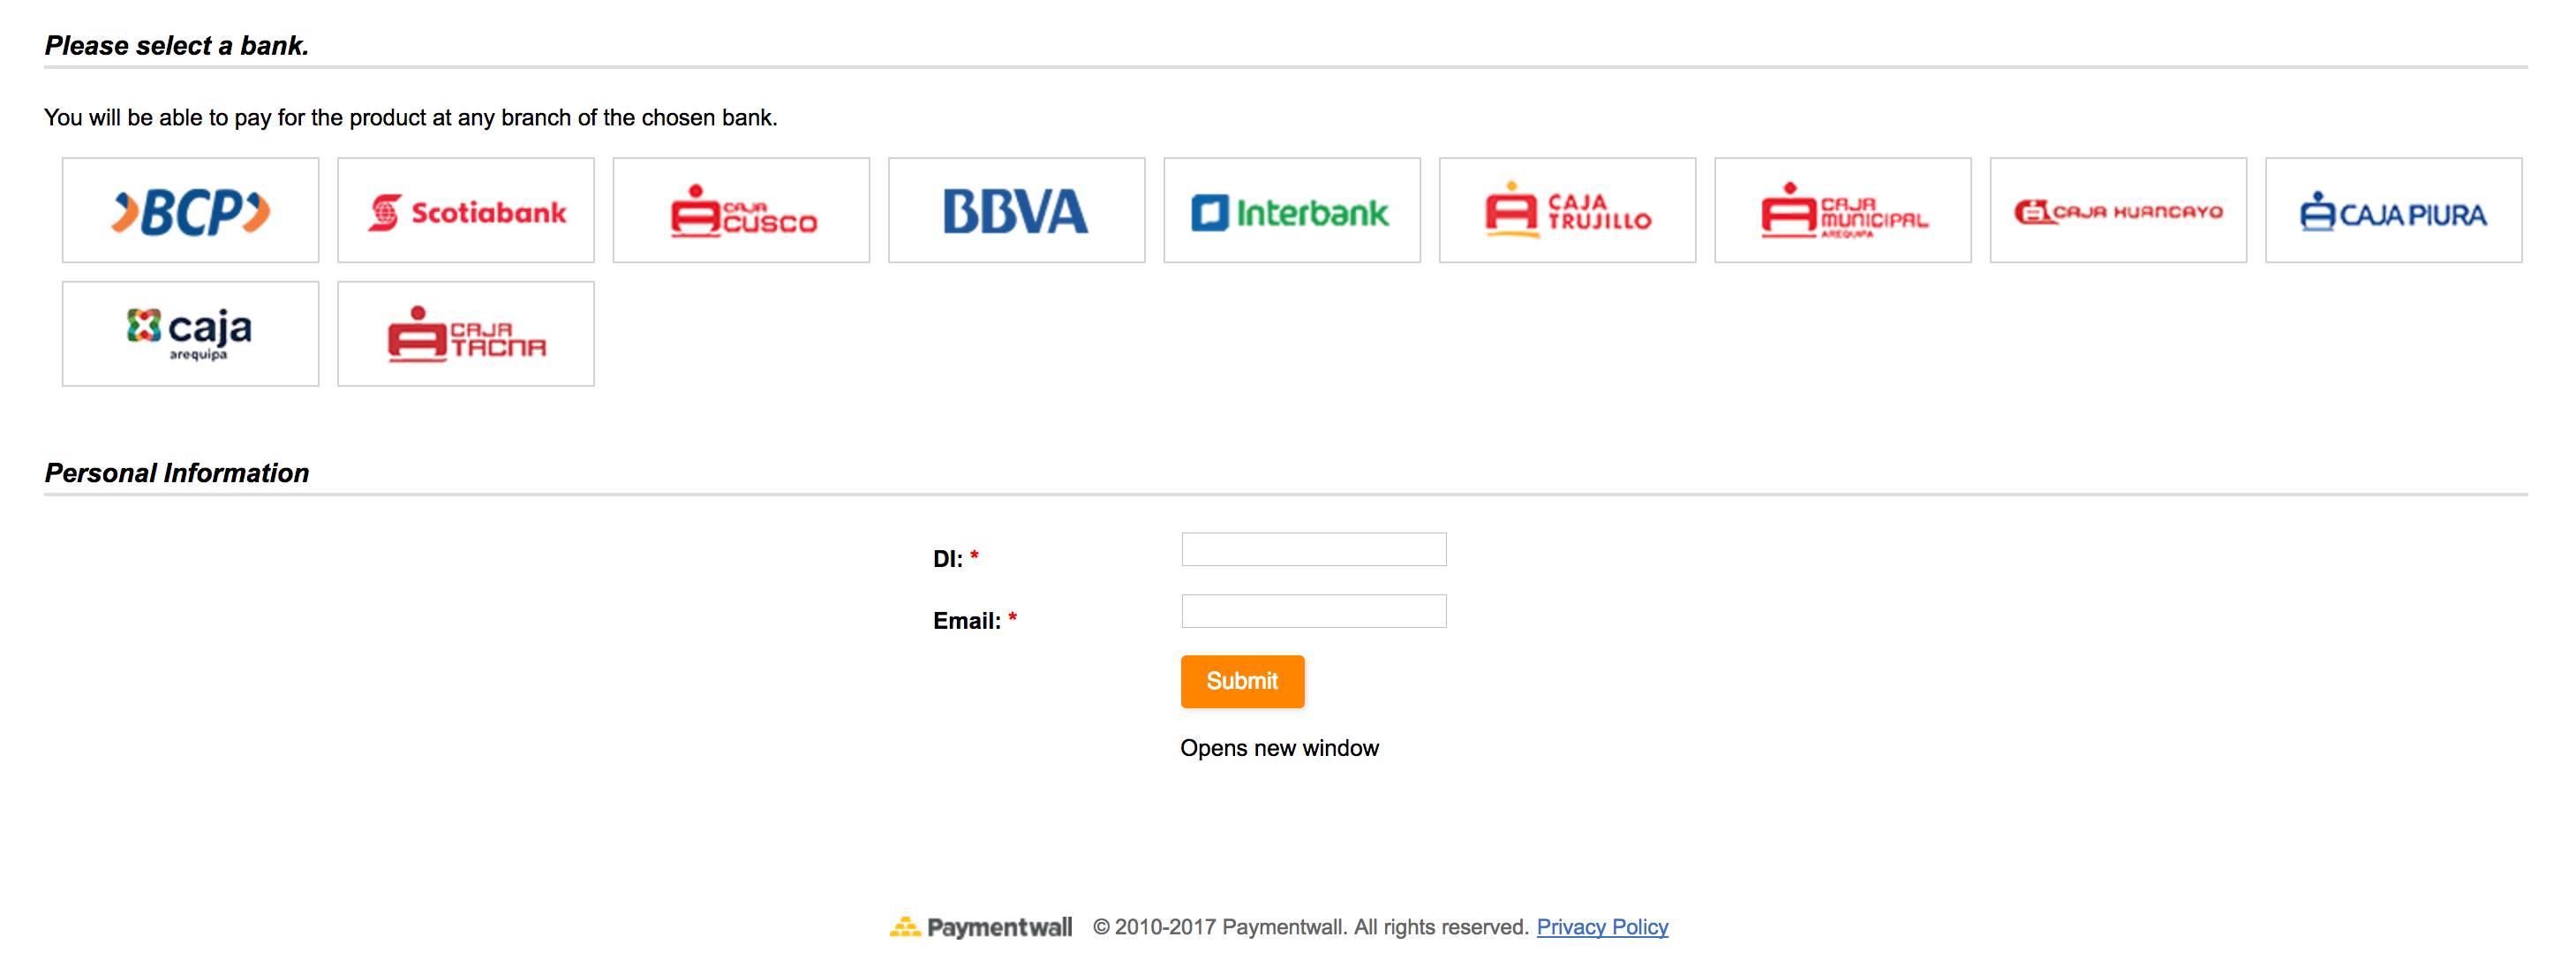 Please select a bank.
You will be able to pay for the product at any branch of the chosen bank.
BCP
Scotiabank
CAJA
CUSCO
BBVA
Interbank
CAJA
TRUJILLO
CAJA
MUNICIPAL
AREQUIPA
CAJA HUANCAYO
CAJA PIURA
caja
arequipa
CAJA
TACNA
Personal Information
DI: *
Email: *
Submit
Opens new window
Paymentwall © 2010-2017 Paymentwall. All rights reserved. Privacy Policy